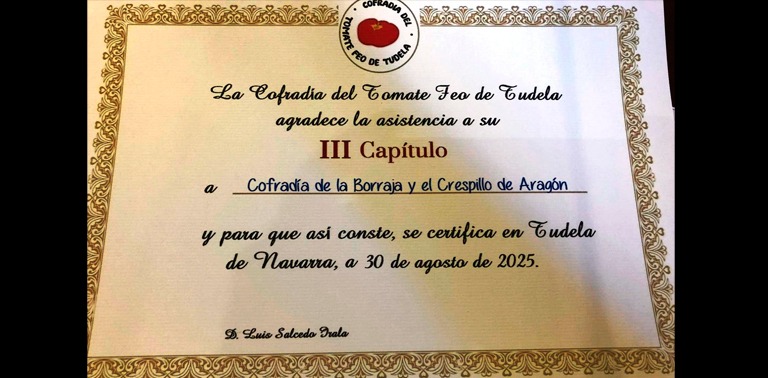 COFRADIA DEL
TOMATE FEO DE TUDELA
La Cofradía del Tomate Feo de Tudela
agradece la asistencia a su
III Capítulo
a Cofradía de la Borraja y el Crespillo de Aragón
y para que así conste, se certifica en Tudela
de Navarra, a 30 de agosto de 2025.
D. Luis Salcedo Irala